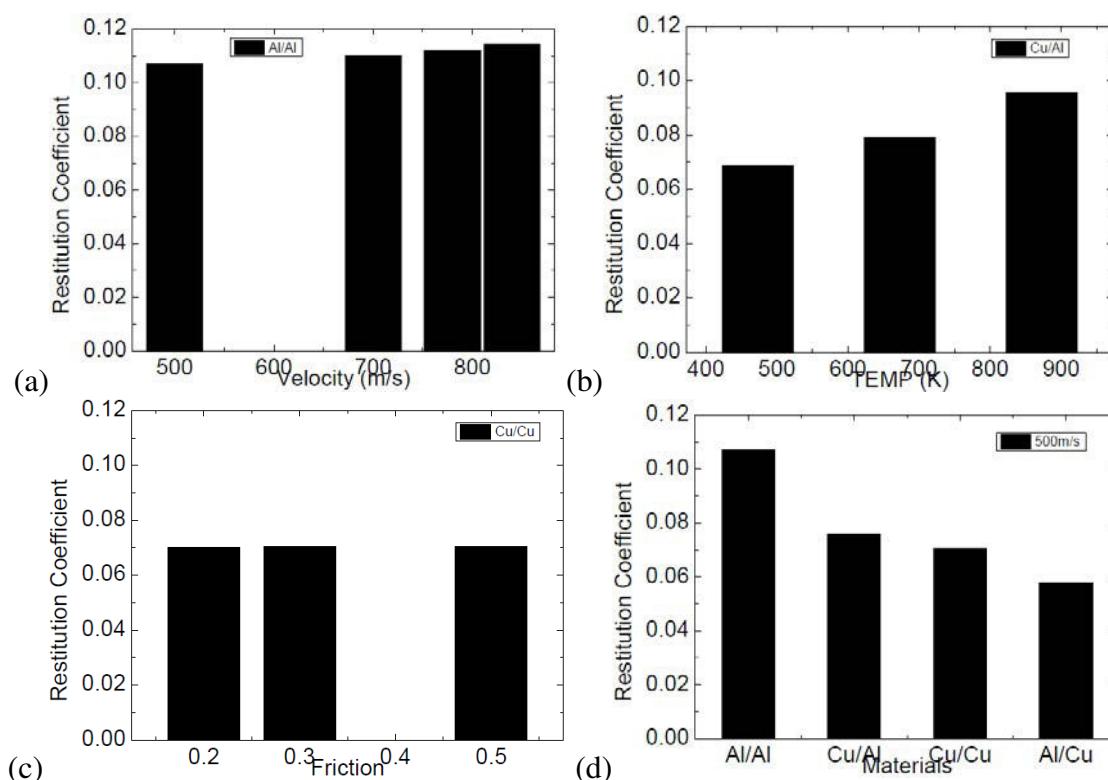 0.12
0.10
0.08
0.06
0.04
0.02
0.00
Restitution Coefficient
Al/Al
500 600 700 800
Velocity (m/s)
(a)
0.12
0.10
0.08
0.06
0.04
0.02
0.00
Restitution Coefficient
Cu/Al
400 500 600 700 800 900
TEMP (K)
(b)
0.12
0.10
0.08
0.06
0.04
0.02
0.00
Restitution Coefficient
Cu/Cu
0.2 0.3 0.4 0.5
Friction
(c)
0.12
0.10
0.08
0.06
0.04
0.02
0.00
Restitution Coefficient
500m/s
Al/Al Cu/Al Cu/Cu Al/Cu
Materials
(d)